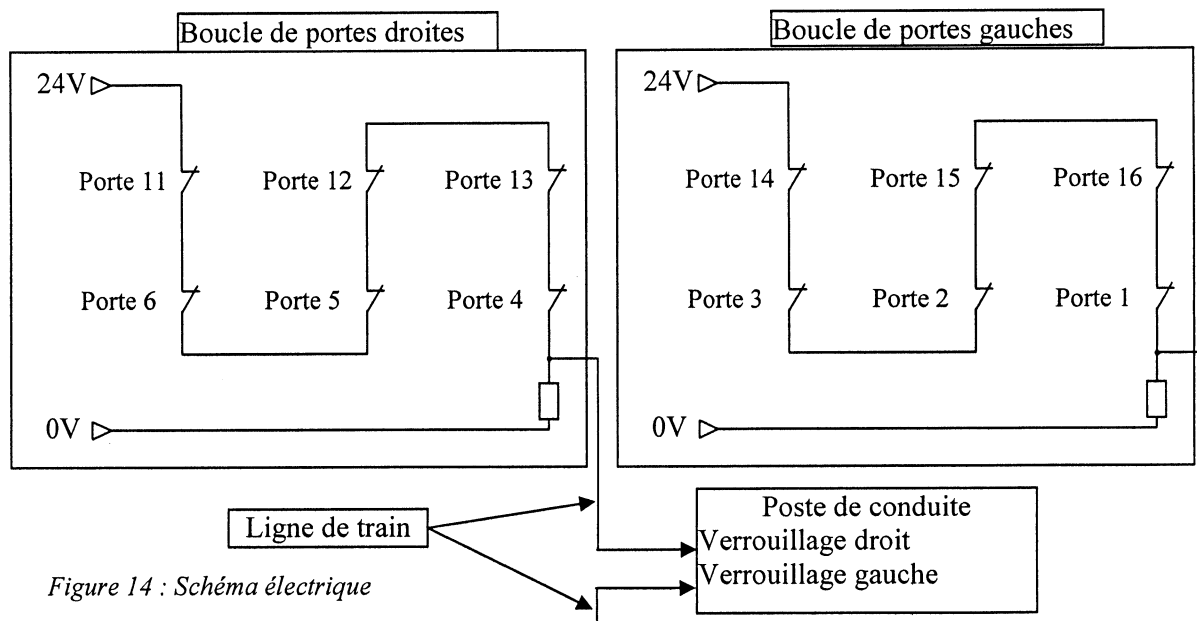 Boucle de portes droites
24V
Porte 11
Porte 12
Porte 13
Porte 6
Porte 5
Porte 4
0V
Boucle de portes gauches
24V
Porte 14
Porte 15
Porte 16
Porte 3
Porte 2
Porte 1
0V
Ligne de train
Poste de conduite
Verrouillage droit
Verrouillage gauche
Figure 14 : Schéma électrique